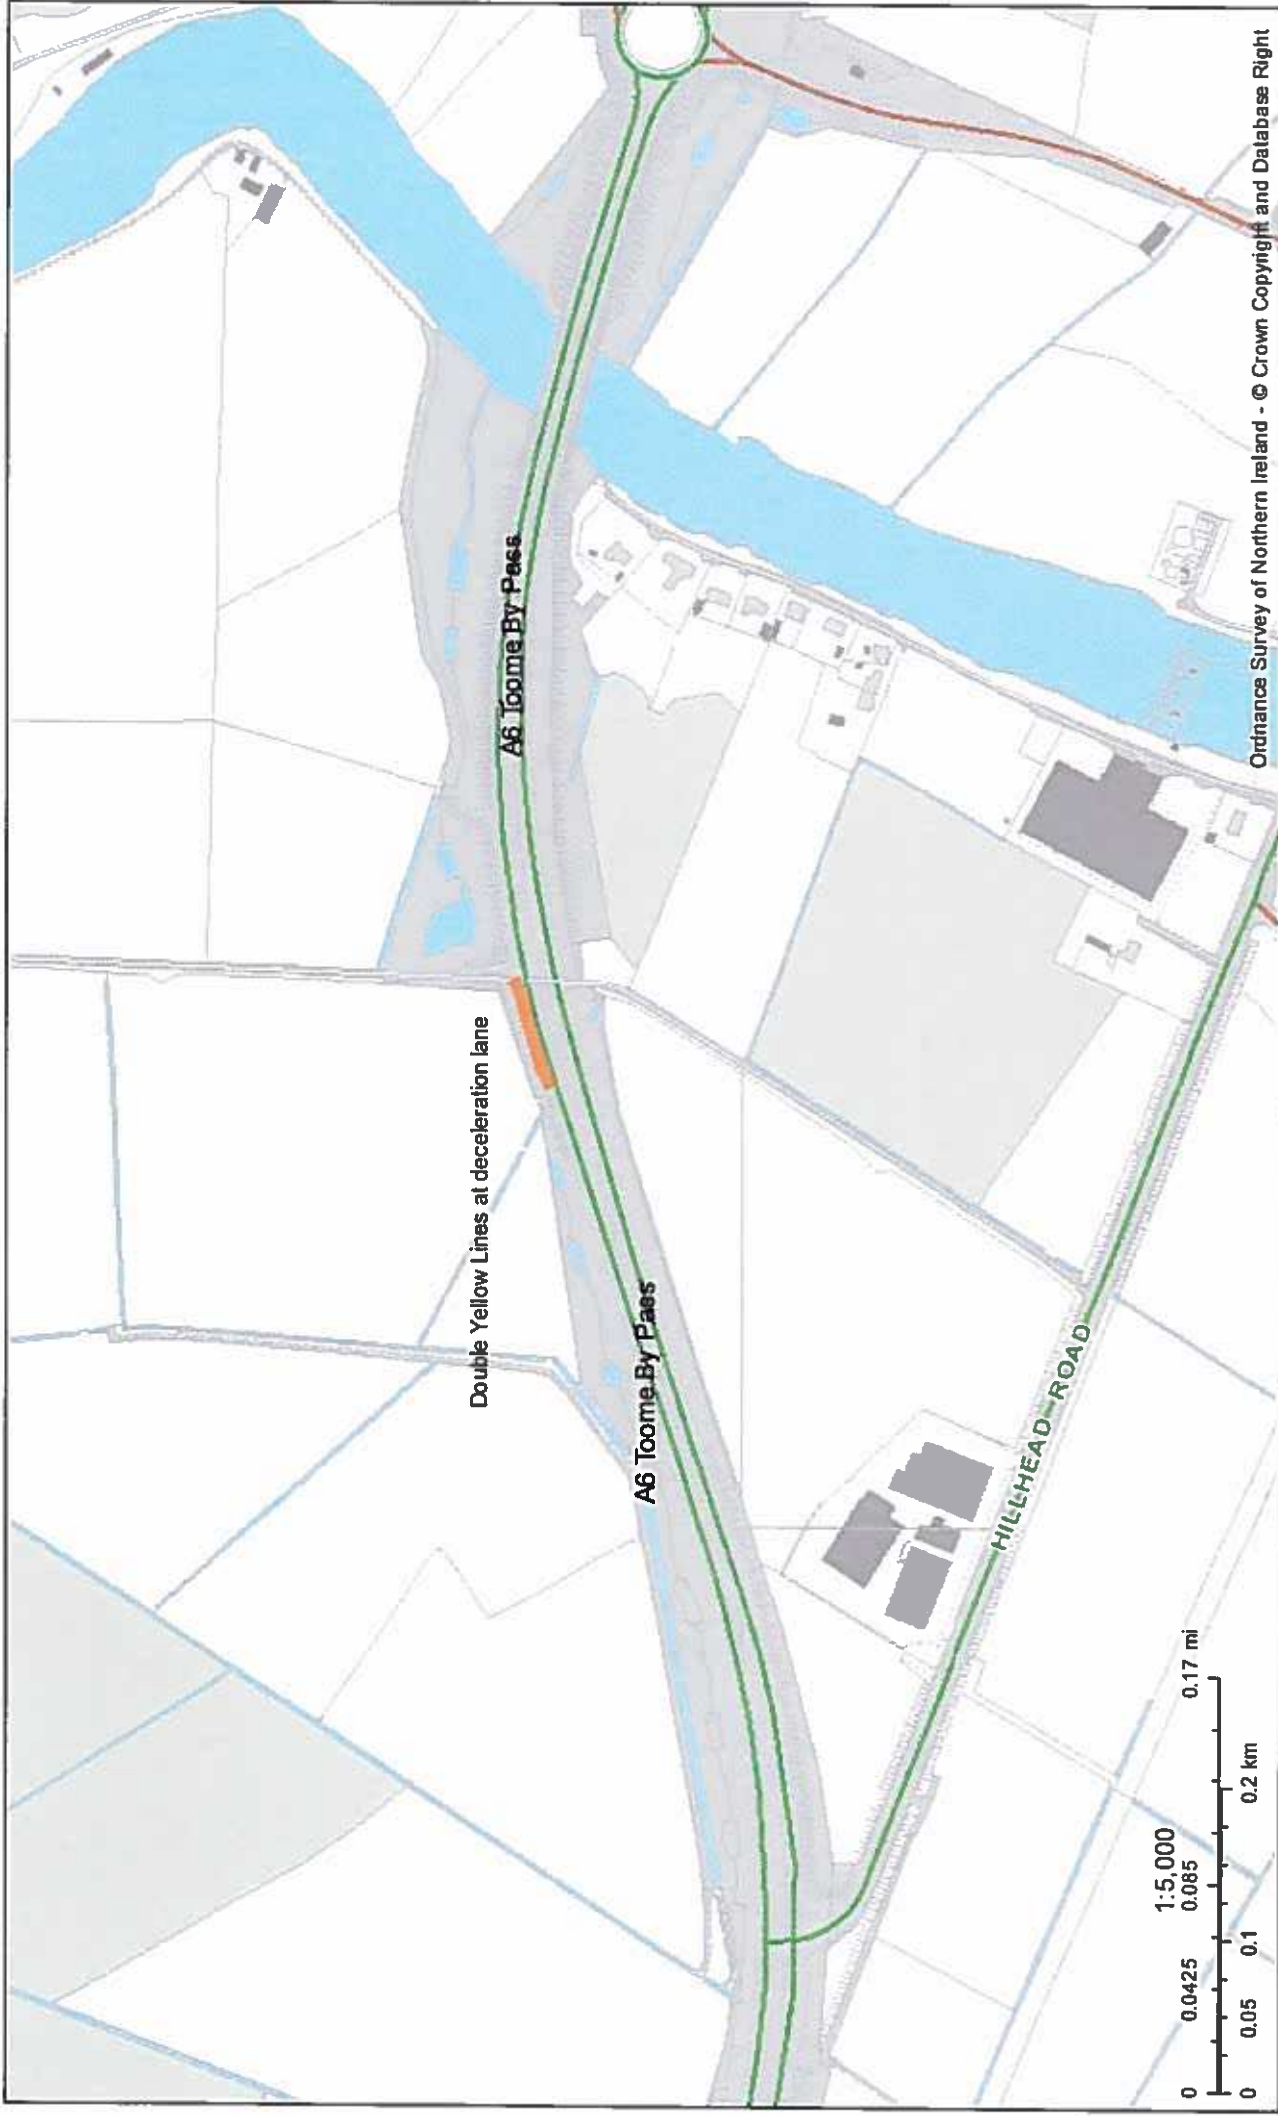 A6 Toome By Pass
Double Yellow Lines at deceleration lane
A6 Toome By Pass
HILLHEAD ROAD
1:5,000
0 0.0425 0.085 0.17 mi
0 0.05 0.1 0.2 km
Ordnance Survey of Northern Ireland - © Crown Copyright and Database Right